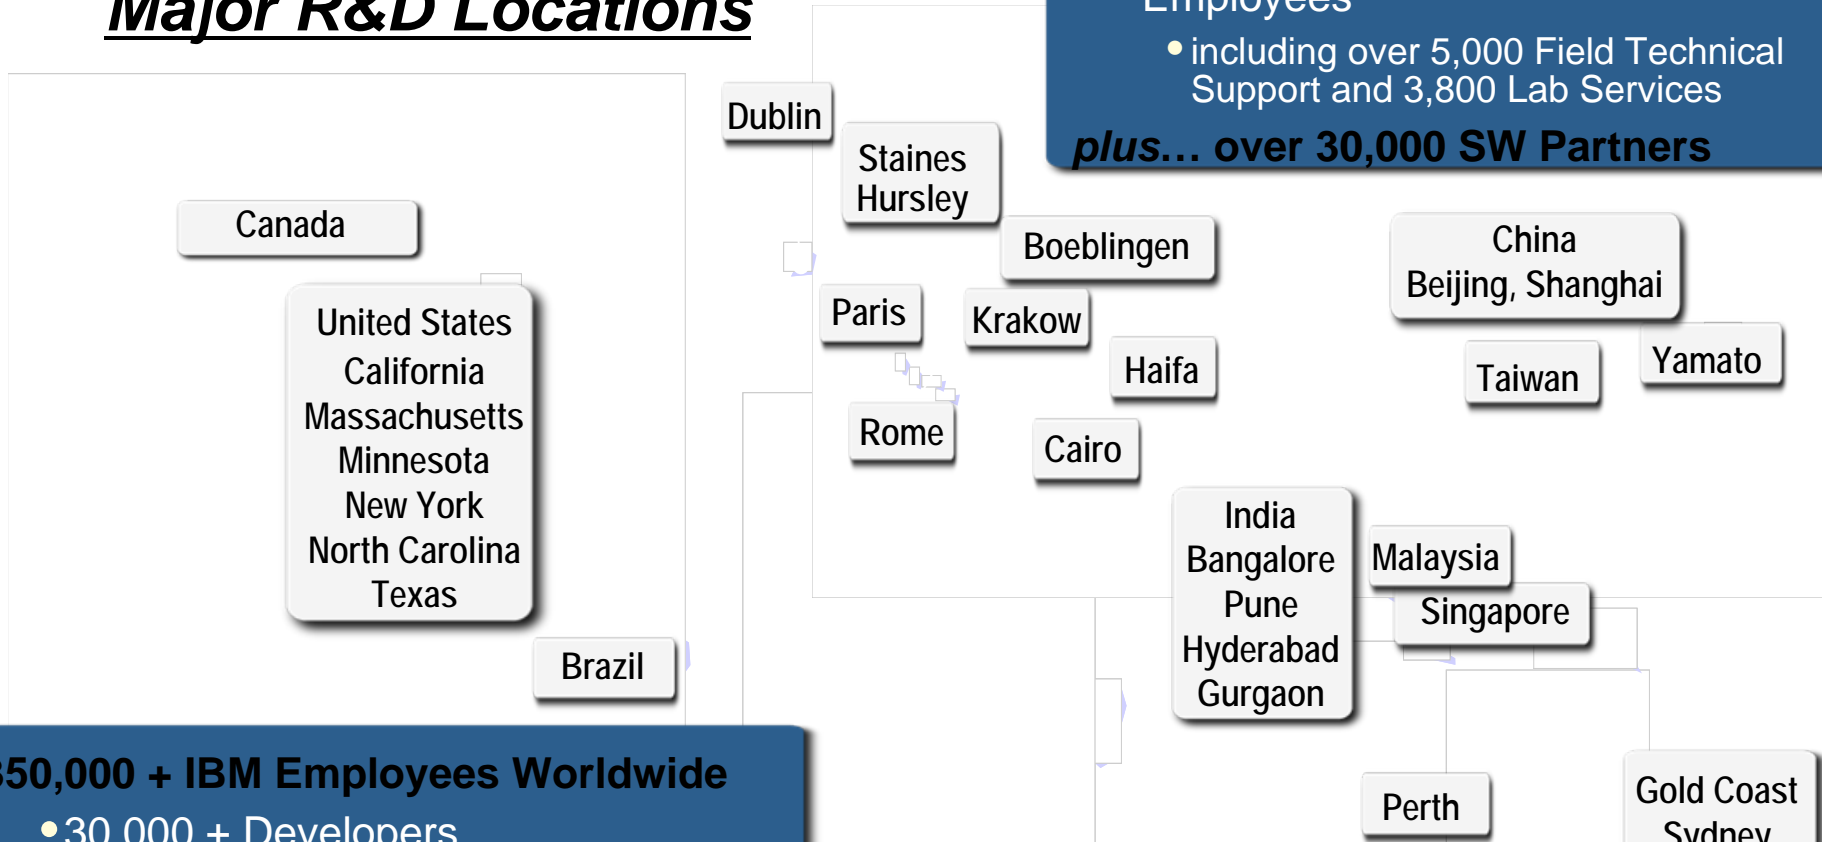 Major R&D Locations
Employees
• including over 5,000 Field Technical
Support and 3,800 Lab Services
plus... over 30,000 SW Partners
Dublin
Staines
Hursley
Canada
Boeblingen
China
Beijing, Shanghai
United States
California
Massachusetts
Minnesota
New York
North Carolina
Texas
Paris
Krakow
Haifa
Taiwan
Yamato
Rome
Cairo
India
Bangalore
Pune
Hyderabad
Gurgaon
Malaysia
Singapore
Brazil
350,000 + IBM Employees Worldwide
• 30,000 + Developers
Perth
Gold Coast
Sydney